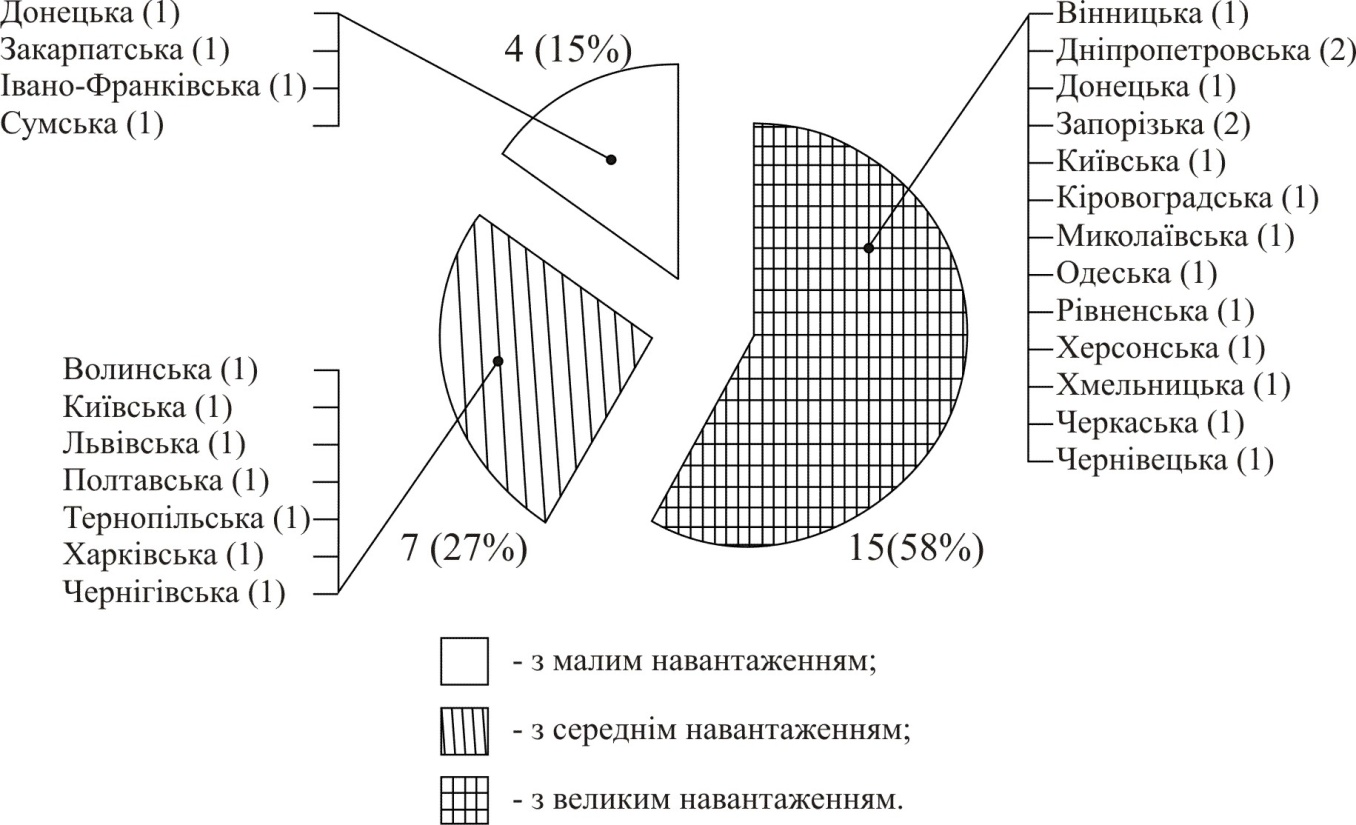 Донецька (1)
Закарпатська (1)
Івано-Франківська (1)
Сумська (1)
4 (15%)
Вінницька (1)
Дніпропетровська (2)
Донецька (1)
Запорізька (2)
Київська (1)
Кіровоградська (1)
Миколаївська (1)
Одеська (1)
Рівненська (1)
Херсонська (1)
Хмельницька (1)
Черкаська (1)
Чернівецька (1)
15(58%)
Волинська (1)
Київська (1)
Львівська (1)
Полтавська (1)
Тернопільська (1)
Харківська (1)
Чернігівська (1)
7 (27%)
- з малим навантаженням;
- з середнім навантаженням;
- з великим навантаженням.